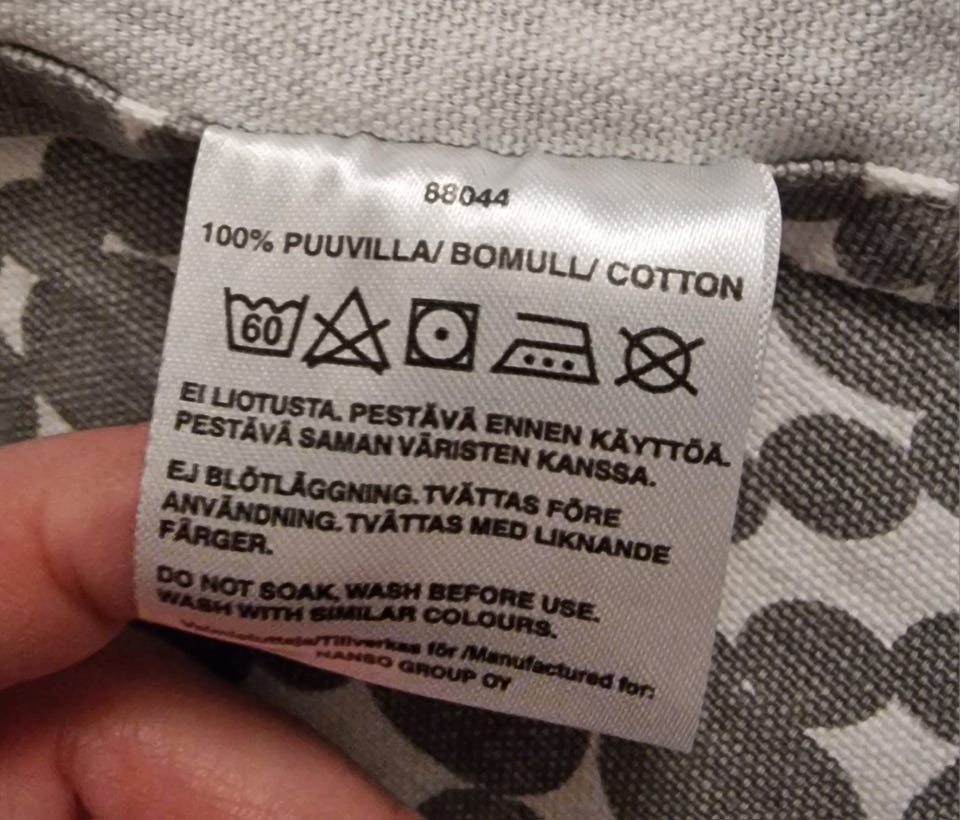 88044
100% PUUVILLA/ BOMULL/ COTTON
60
EI LIOTUSTA. PESTÄVÄ ENNEN KÄYTTÖÄ.
PESTÄVÄ SAMAN VÄRISTEN KANSSA.
EJ BLÖTLÄGGNING. TVÄTTAS FÖRE
ANVÄNDNING. TVÄTTAS MED LIKNANDE
FÄRGER.
DO NOT SOAK, WASH BEFORE USE.
WASH WITH SIMILAR COLOURS.
Valmistuttaja/Tillverkas för /Manufactured for:
NANSO GROUP OY